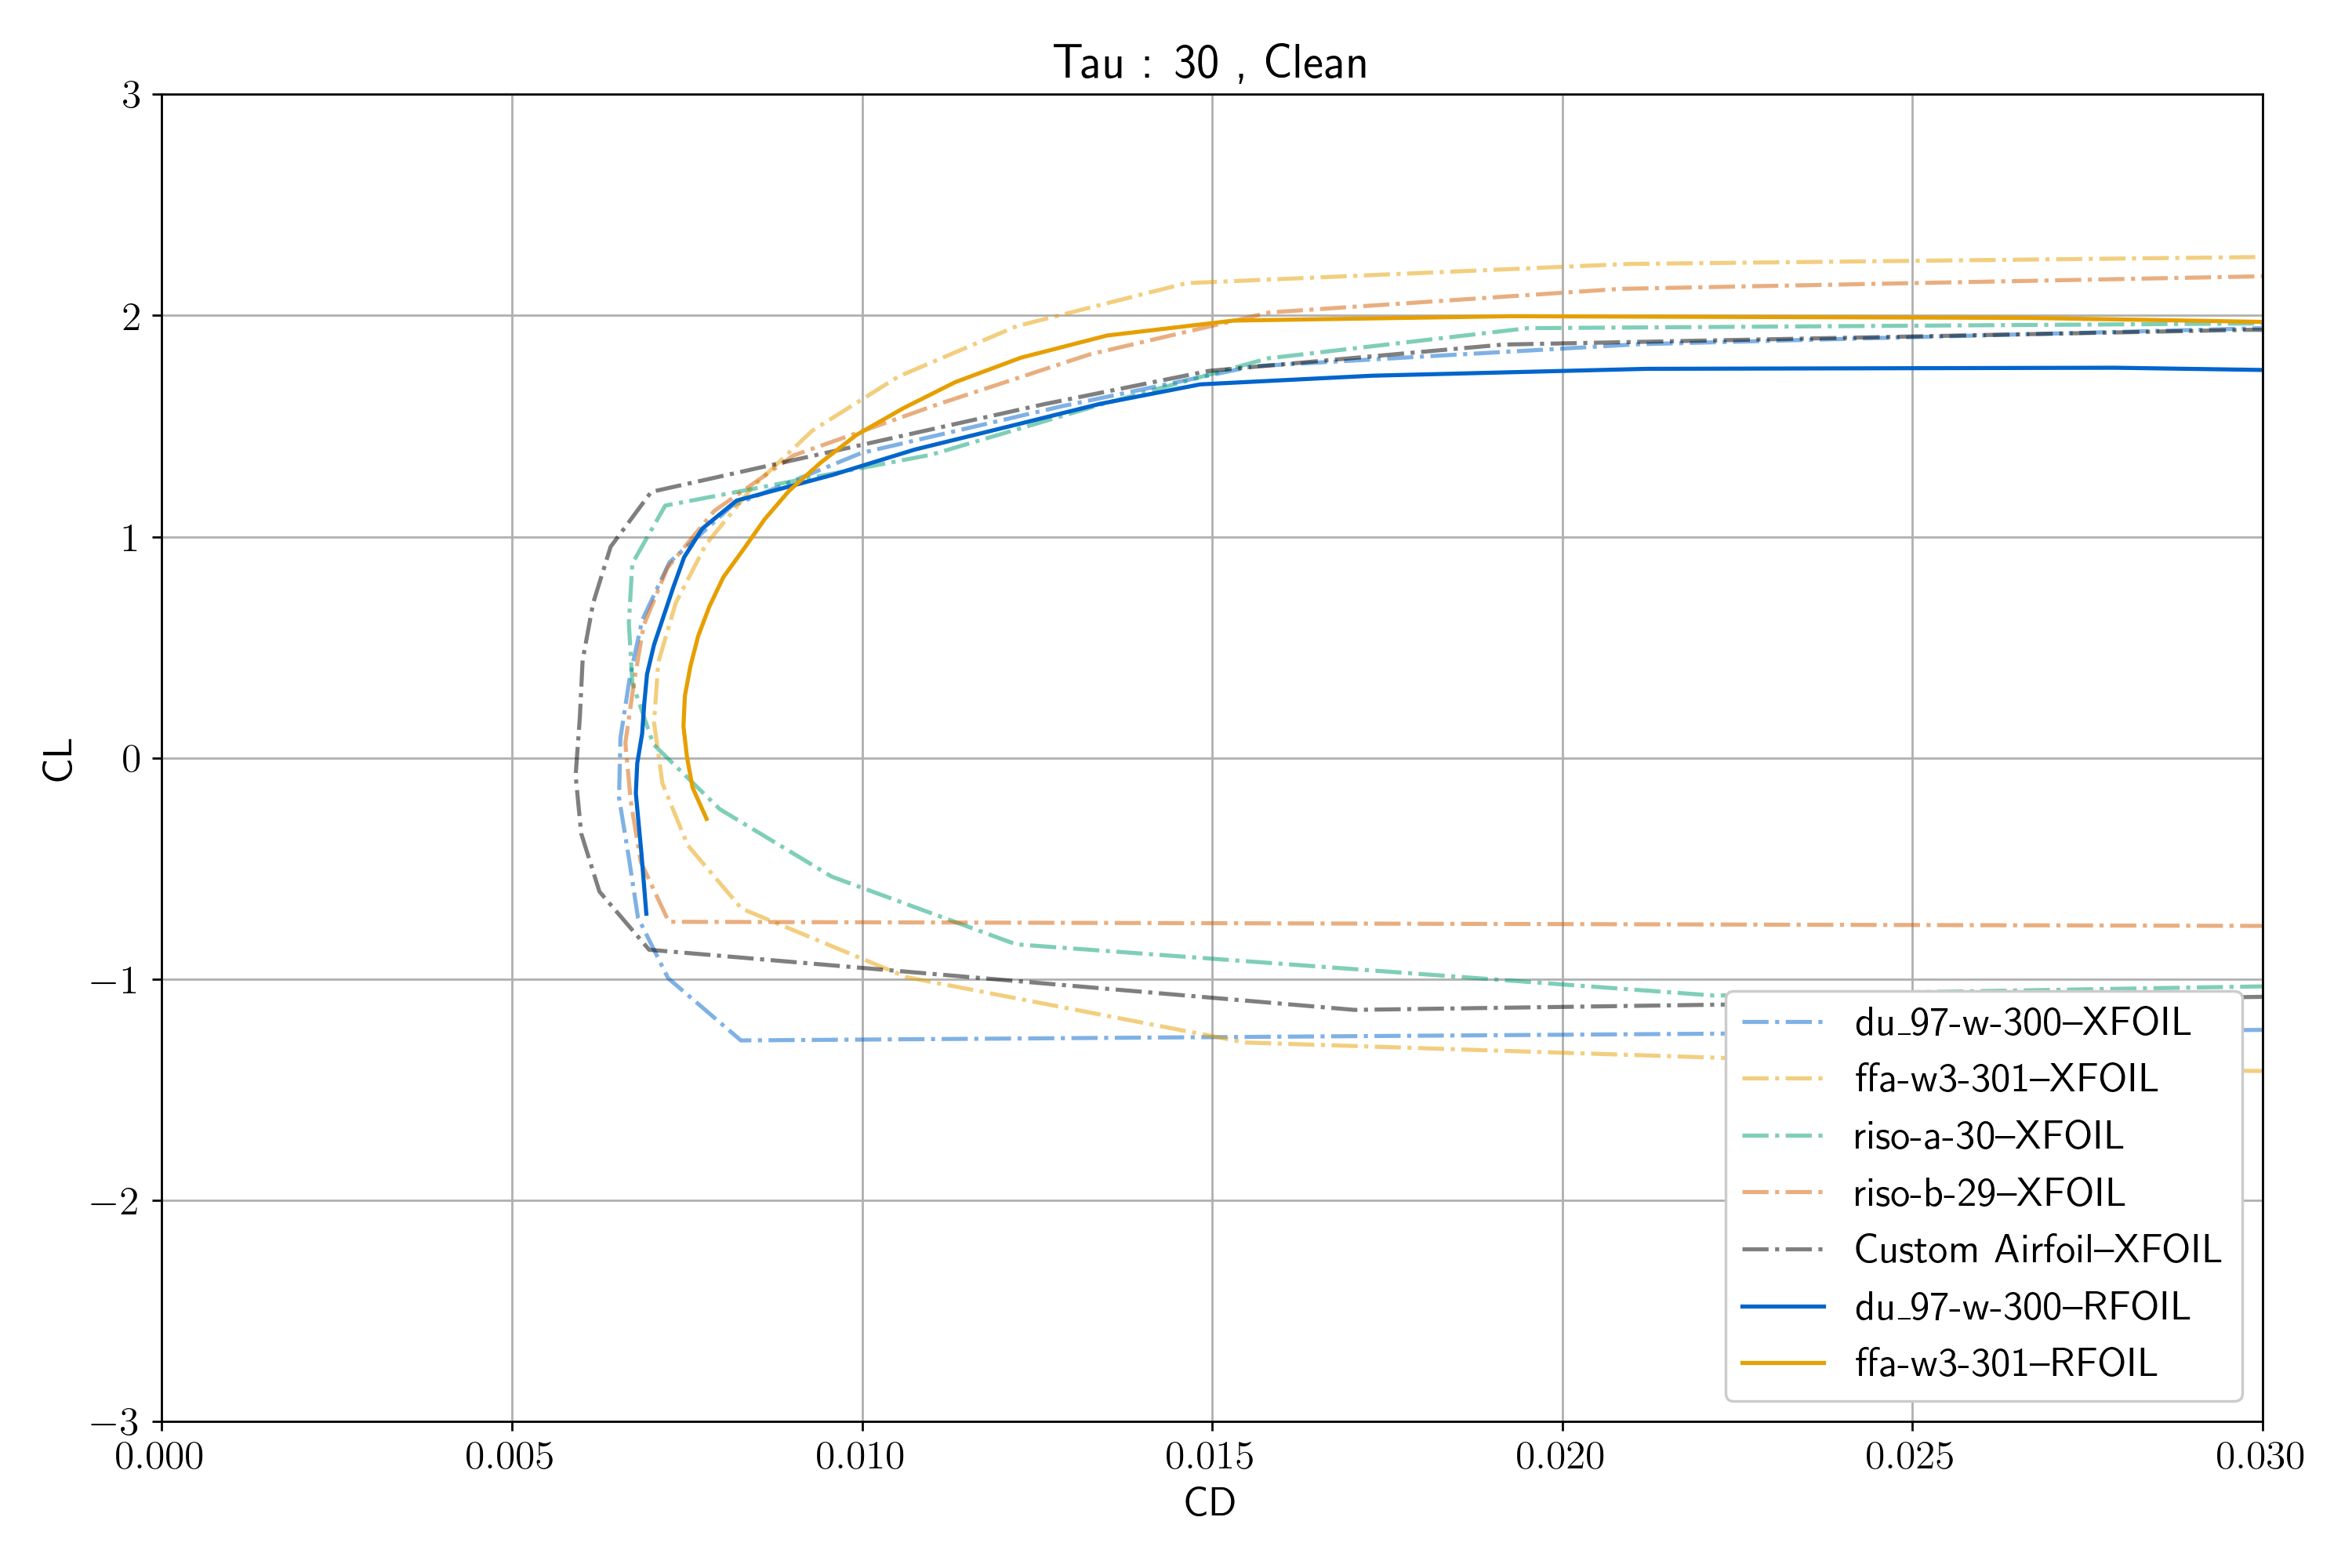 Tau : 30 , Clean
3
2
1
0
−1
−2
−3
CL
0.000 0.005 0.010 0.015 0.020 0.025 0.030
CD
du_97-w-300–XFOIL
ffa-w3-301–XFOIL
riso-a-30–XFOIL
riso-b-29–XFOIL
Custom Airfoil–XFOIL
du_97-w-300–RFOIL
ffa-w3-301–RFOIL